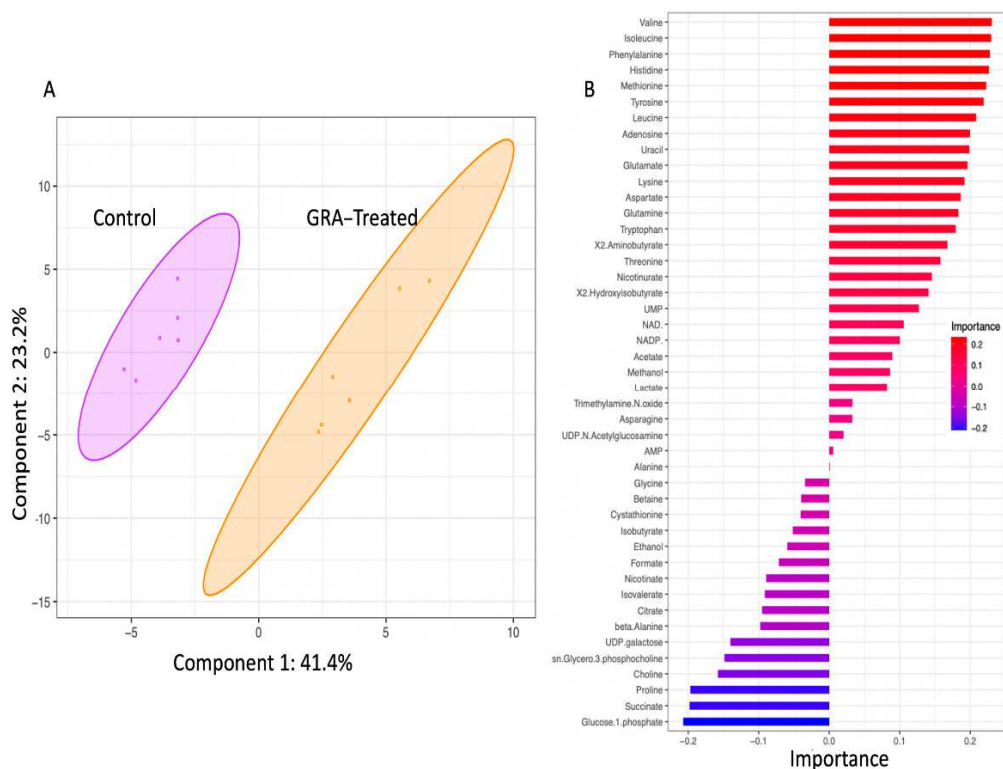 A
Control
GRA-Treated
10
5
0
-5
-10
-15
-5
0
5
10
Component 2: 23.2%
Component 1: 41.4%
B
Valine
Isoleucine
Phenylalanine
Histidine
Methionine
Tyrosine
Leucine
Adenosine
Uracil
Glutamate
Lysine
Aspartate
Glutamine
Tryptophan
X2.Aminobutyrate
Threonine
Nicotinurate
X2.Hydroxyisobutyrate
UMP
NAD.
NADP.
Acetate
Methanol
Lactate
Trimethylamine.N.oxide
Asparagine
UDP.N.Acetylglucosamine
AMP
Alanine
Glycine
Betaine
Cystathionine
Isobutyrate
Ethanol
Formate
Nicotinate
Isovalerate
Citrate
beta.Alanine
UDP.galactose
sn.Glycero.3.phosphocholine
Choline
Proline
Succinate
Glucose.1.phosphate
-0.2
-0.1
0.0
0.1
0.2
Importance
Importance
0.2
0.1
-0.1
-0.2